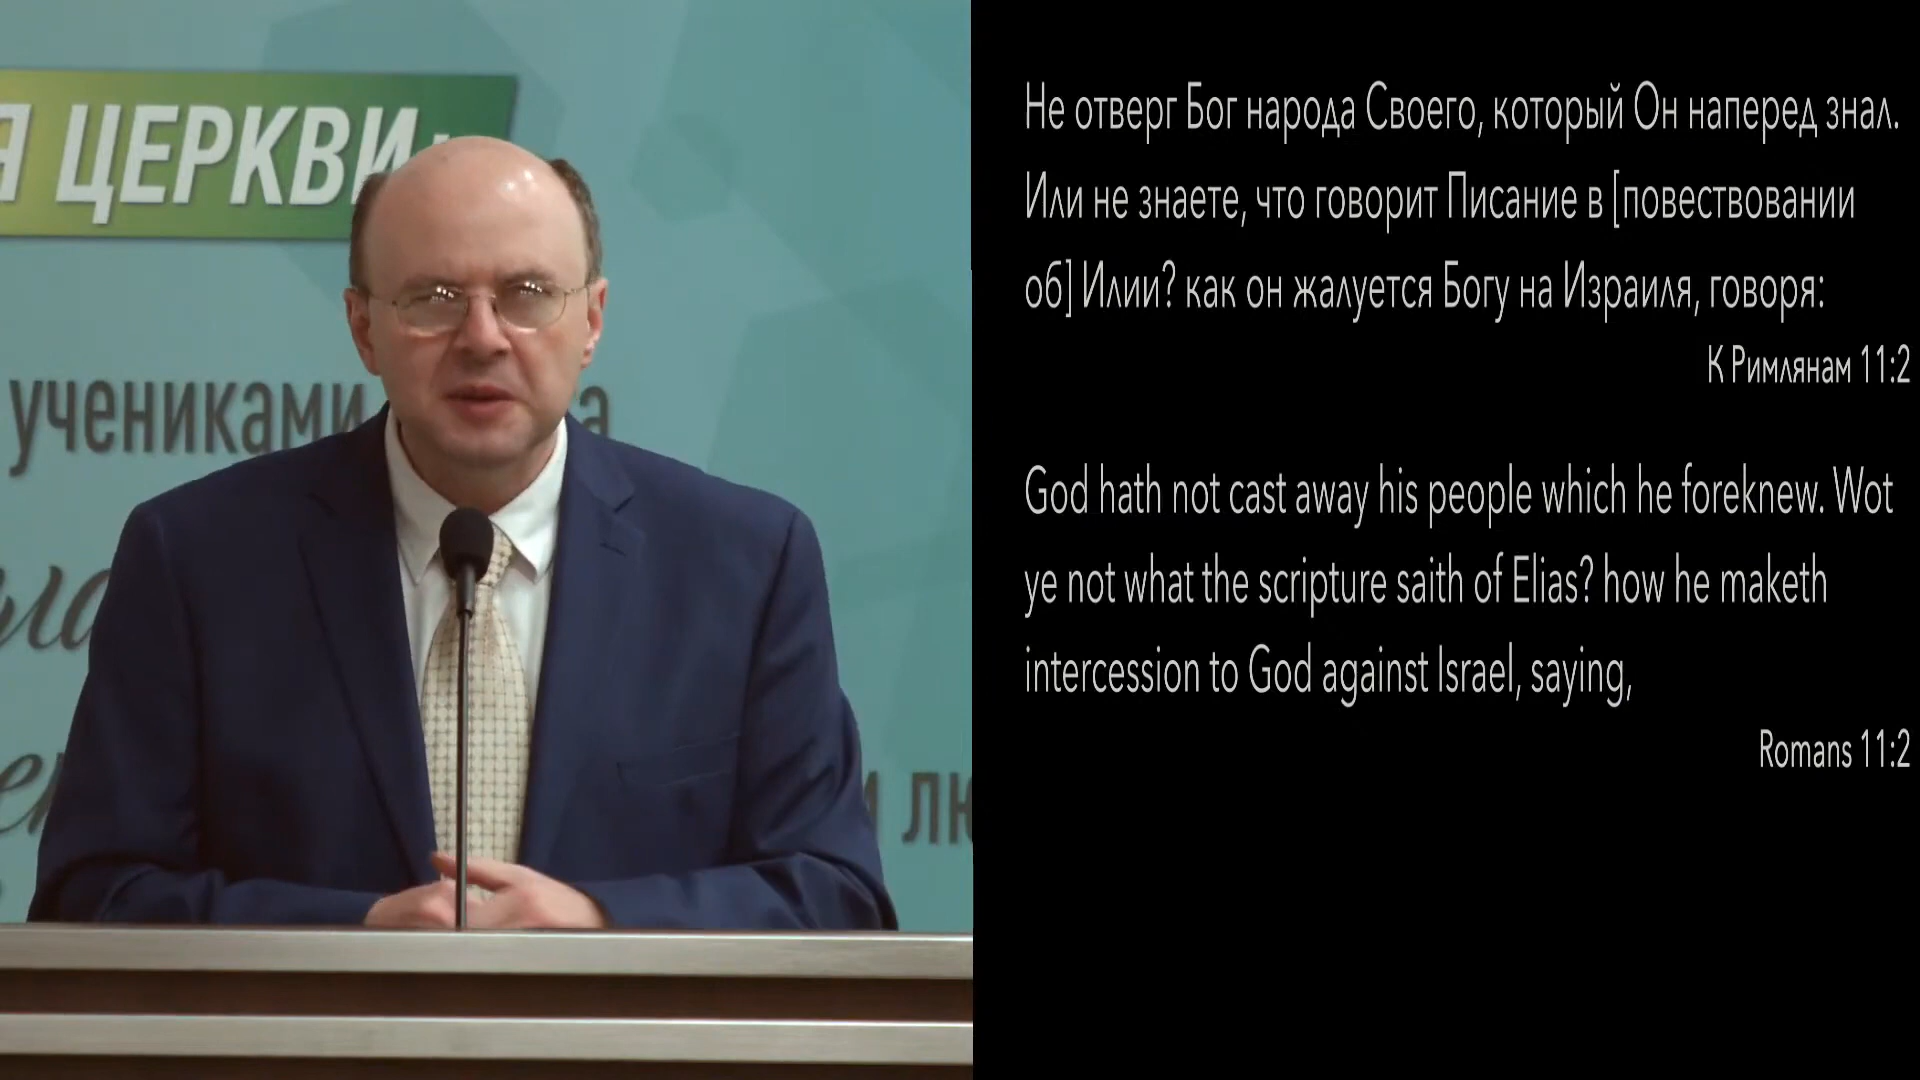 Я ЦЕРКВИ:
учениками
Не отверг Бог народа Своего, который Он наперед знал.
Или не знаете, что говорит Писание в [повествовании
об] Илии? как он жалуется Богу на Израиля, говоря:
К Римлянам 11:2
God hath not cast away his people which he foreknew. Wot
ye not what the scripture saith of Elias? how he maketh
intercession to God against Israel, saying,
Romans 11:2